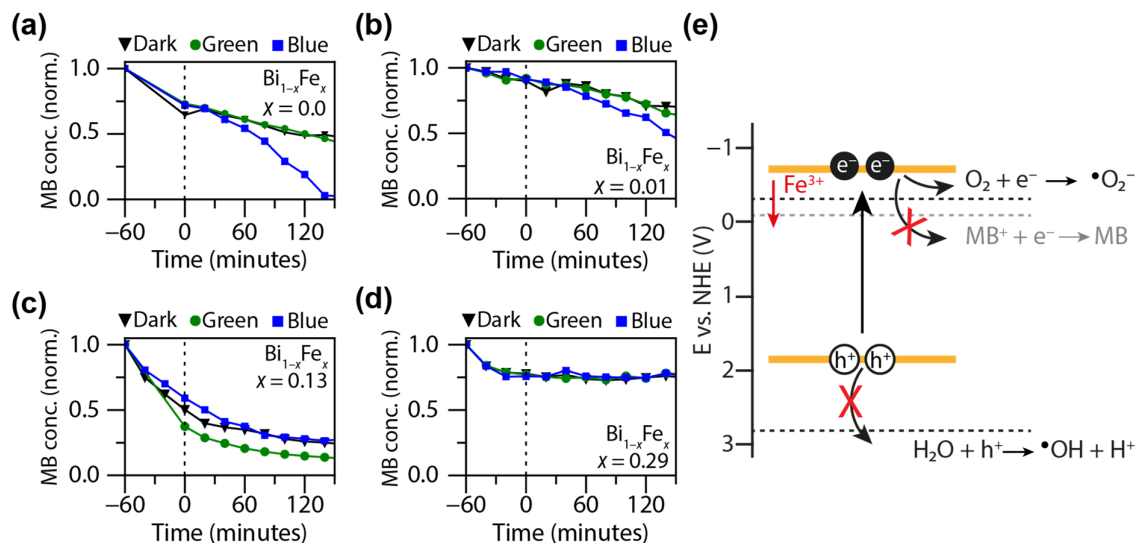 (a)
Dark Green Blue
MB conc. (norm.)
1.0
0.5
0.0
Bi₁₋ₓFeₓ
χ = 0.0
−60 0 60 120
Time (minutes)
(b)
Dark Green Blue
MB conc. (norm.)
1.0
0.5
0.0
Bi₁₋ₓFeₓ
χ = 0.01
−60 0 60 120
Time (minutes)
(c)
Dark Green Blue
MB conc. (norm.)
1.0
0.5
0.0
Bi₁₋ₓFeₓ
χ = 0.13
−60 0 60 120
Time (minutes)
(d)
Dark Green Blue
MB conc. (norm.)
1.0
0.5
0.0
Bi₁₋ₓFeₓ
χ = 0.29
−60 0 60 120
Time (minutes)
(e)
E vs. NHE (V)
−1
0
1
2
3
e⁻ e⁻
Fe³⁺
O₂ + e⁻ → •O₂⁻
MB⁺ + e⁻ → MB
h⁺ h⁺
H₂O + h⁺ → •OH + H⁺